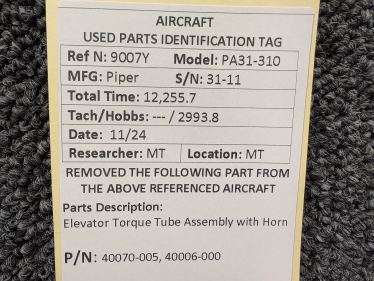 AIRCRAFT
USED PARTS IDENTIFICATION TAG
Ref N: 9007Y Model: PA31-310
MFG: Piper S/N: 31-11
Total Time: 12,255.7
Tach/Hobbs: --- / 2993.8
Date: 11/24
Researcher: MT Location: MT
REMOVED THE FOLLOWING PART FROM
THE ABOVE REFERENCED AIRCRAFT
Parts Description:
Elevator Torque Tube Assembly with Horn
P/N: 40070-005, 40006-000